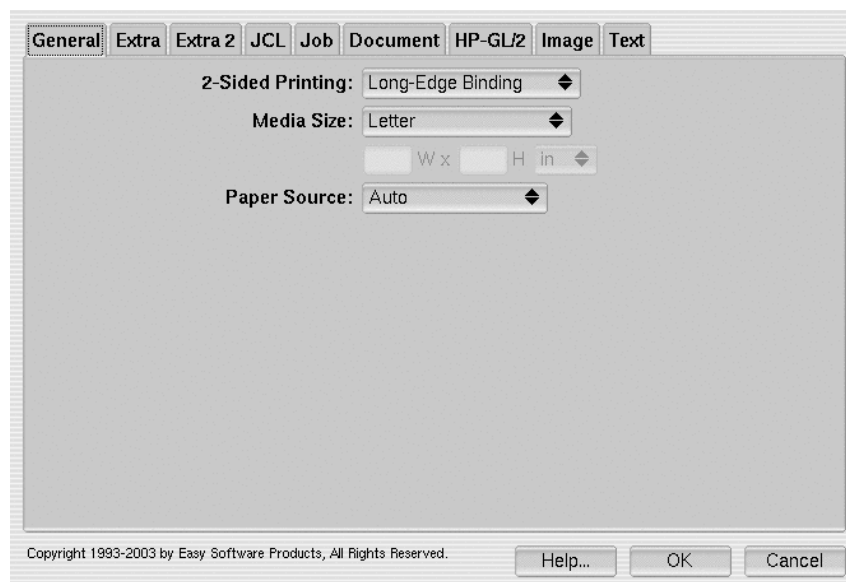 General Extra Extra 2 JCL Job Document HP-GL/2 Image Text
2-Sided Printing: Long-Edge Binding
Media Size: Letter
W x H in
Paper Source: Auto
Copyright 1993-2003 by Easy Software Products, All Rights Reserved. Help... OK Cancel